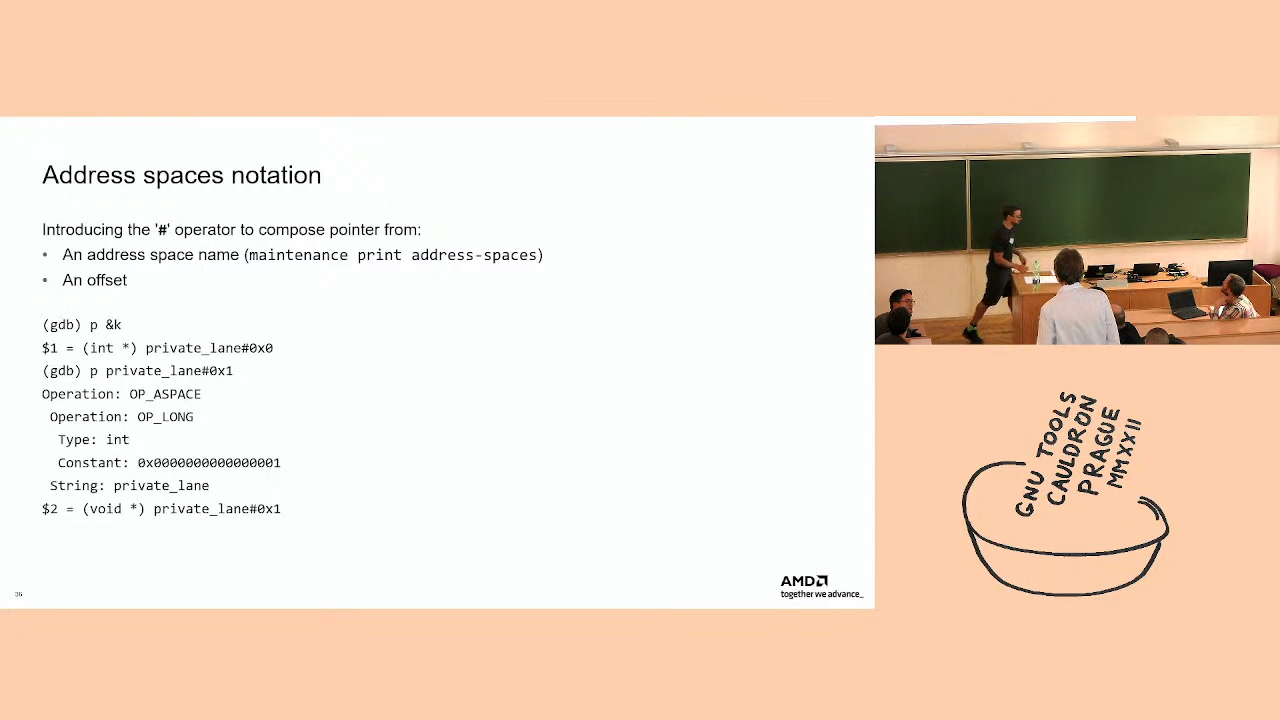 Address spaces notation
Introducing the '#' operator to compose pointer from:
• An address space name (maintenance print address-spaces)
• An offset
(gdb) p &k
$1 = (int *) private_lane#0x0
(gdb) p private_lane#0x1
Operation: OP_ASPACE
Operation: OP_LONG
Type: int
Constant: 0x0000000000000001
String: private_lane
$2 = (void *) private_lane#0x1
36
AMD
together we advance_
GNU TOOLS
CAULDRON
PRAGUE
MMXXII